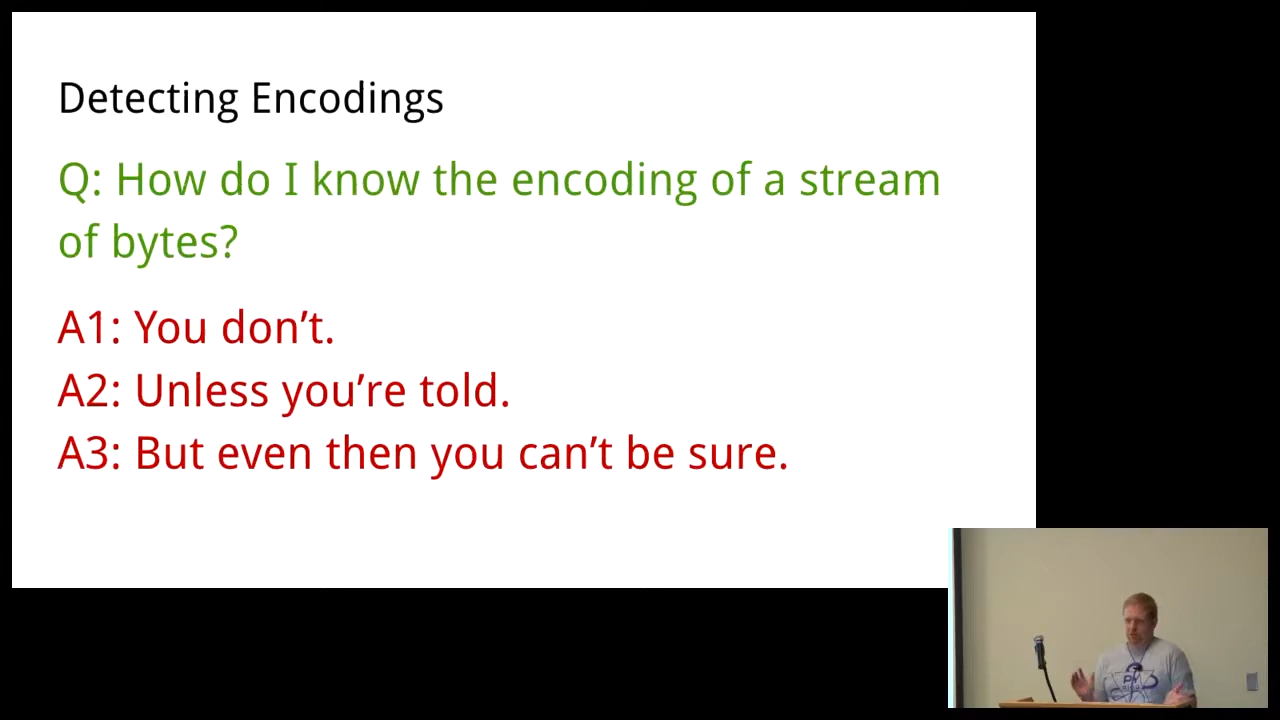 Detecting Encodings
Q: How do I know the encoding of a stream
of bytes?
A1: You don’t.
A2: Unless you’re told.
A3: But even then you can’t be sure.